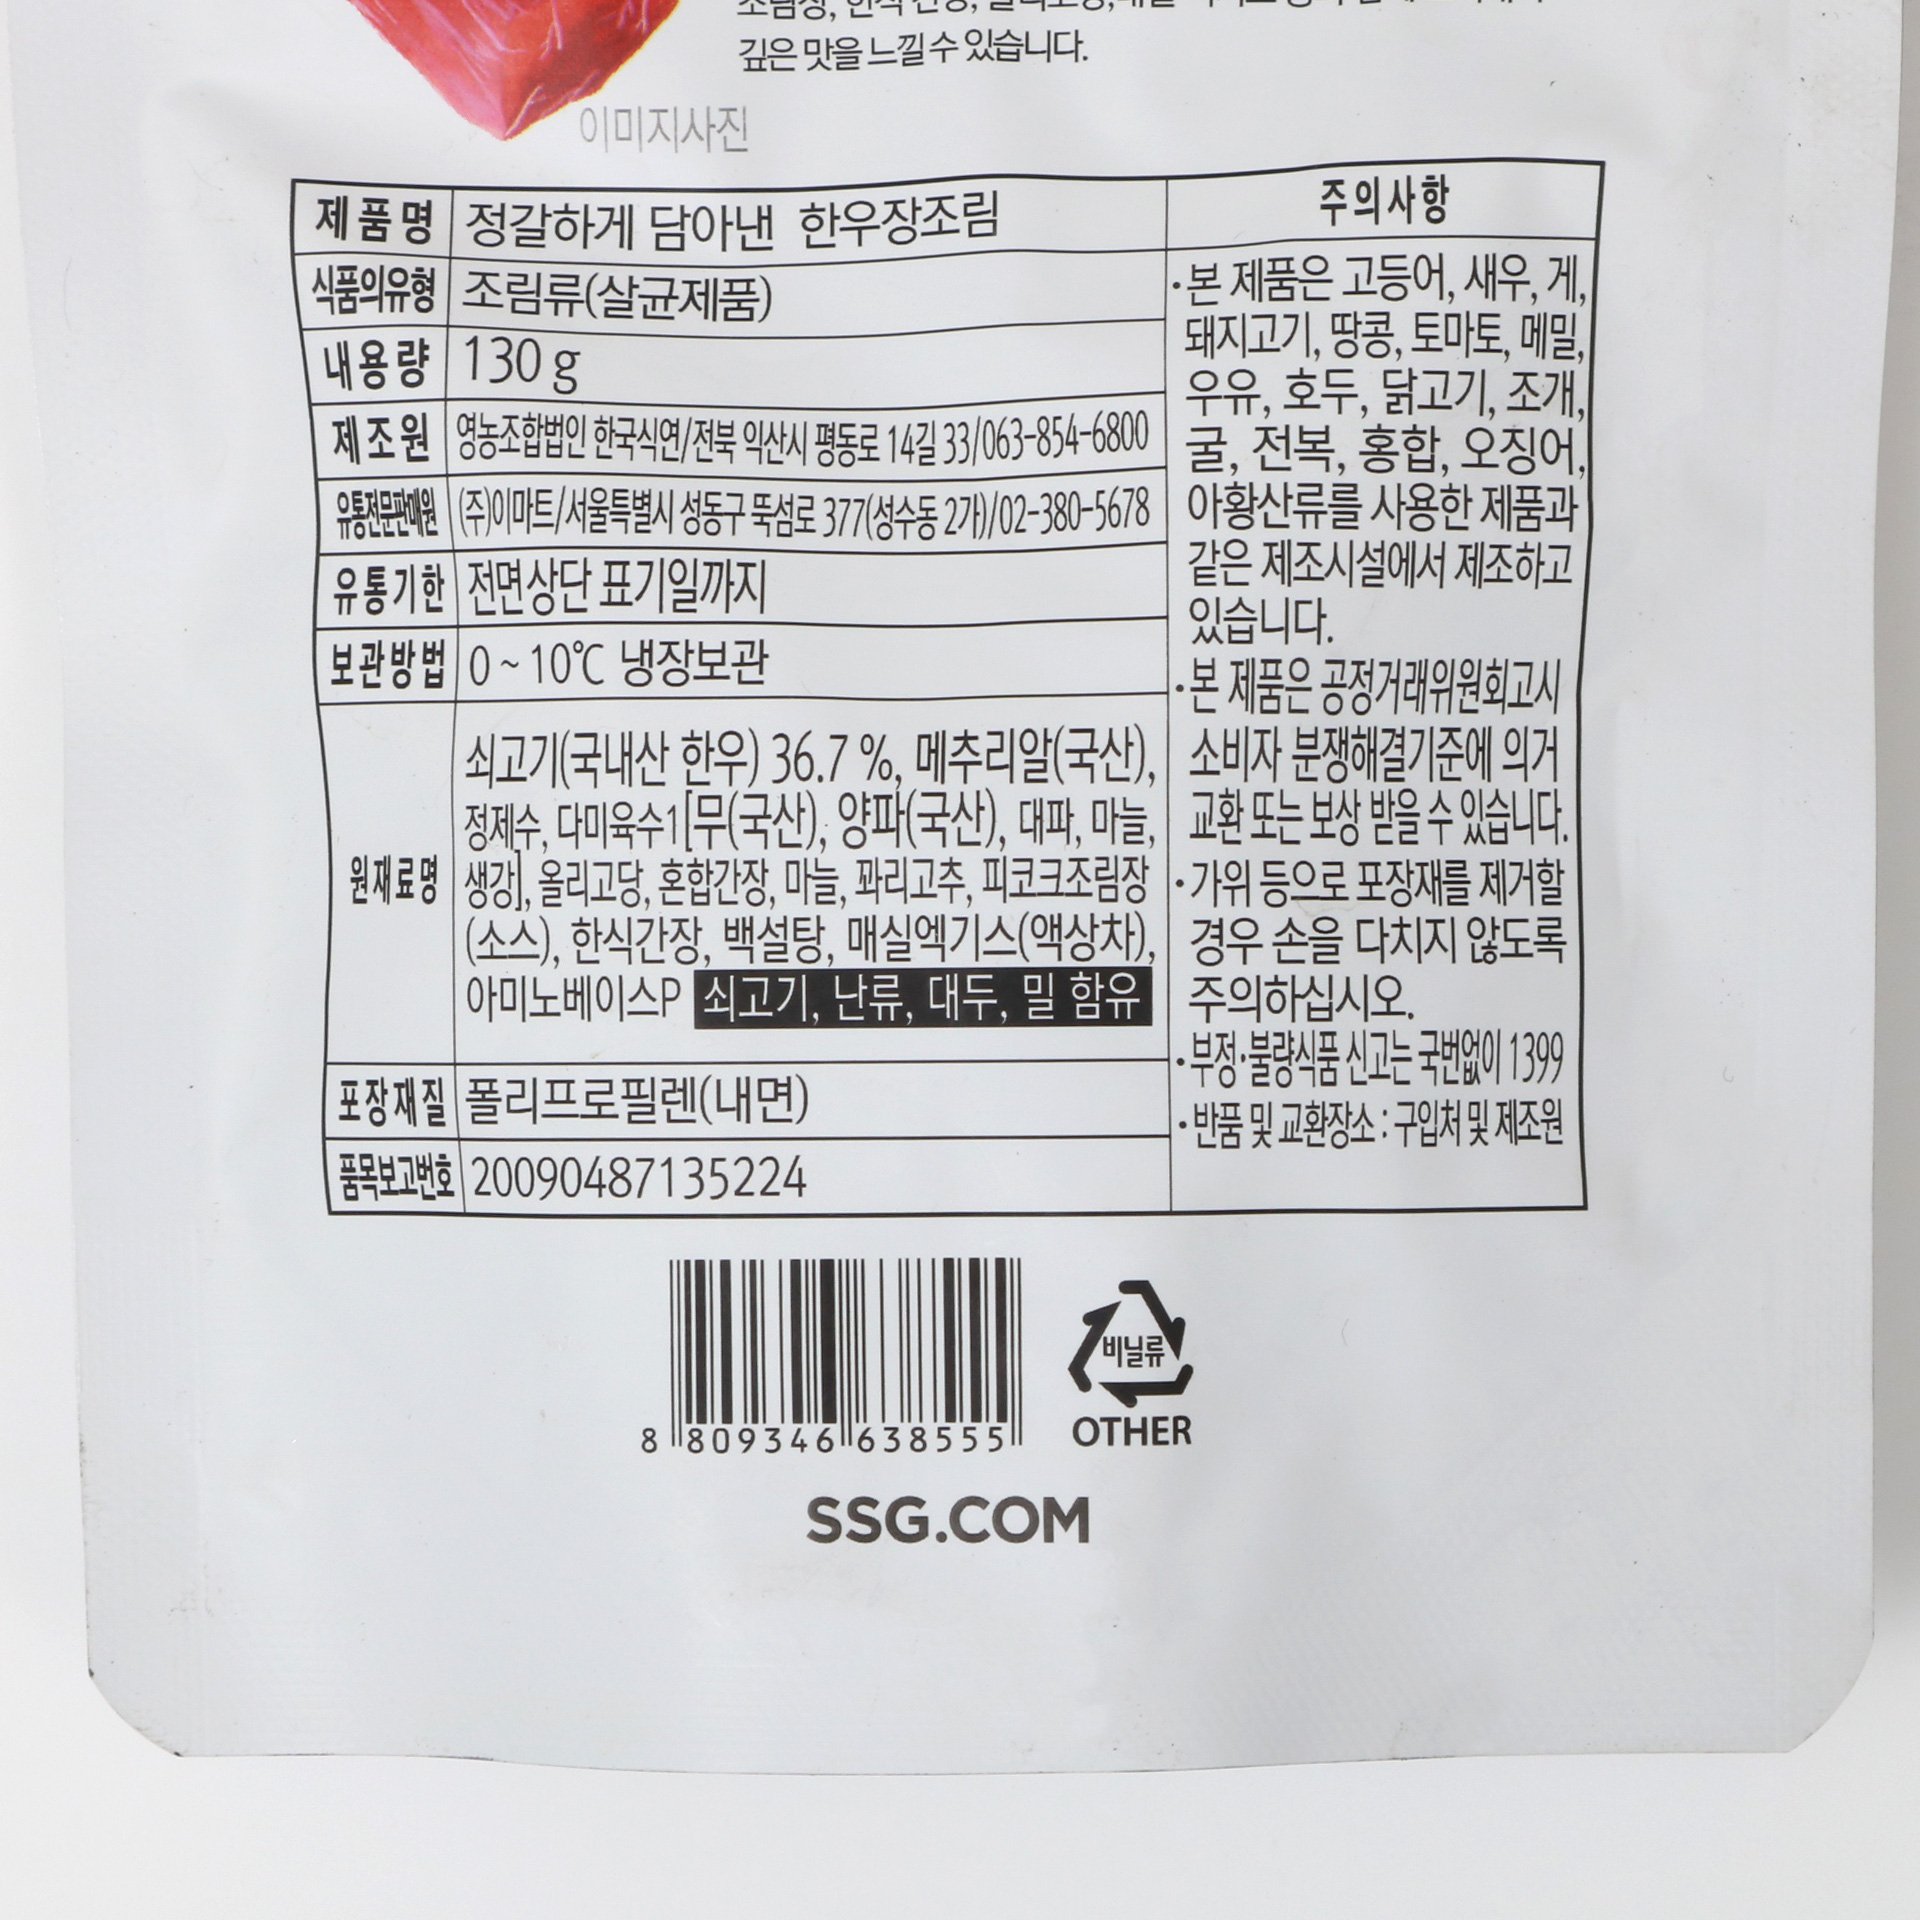 깊은 맛을 느낄 수 있습니다.
이미지사진
제품명 정갈하게 담아낸 한우장조림
식품의유형 조림류(살균제품)
내용량 130 g
제조원 영농조합법인 한국식연/전북 익산시 평동로 14길 33/063-854-6800
유통전문판매원 (주)이마트/서울특별시 성동구 뚝섬로 377(성수동 2가)/02-380-5678
유통기한 전면상단 표기일까지
보관방법 0 ~ 10℃ 냉장보관
원재료명
쇠고기(국내산 한우) 36.7 %, 메추리알(국산),
정제수, 다미육수1[무(국산), 양파(국산), 대파, 마늘,
생강], 올리고당, 혼합간장, 마늘, 꽈리고추, 피코크조림장
(소스), 한식간장, 백설탕, 매실엑기스(액상차),
아미노베이스P 쇠고기, 난류, 대두, 밀 함유
포장재질 폴리프로필렌(내면)
품목보고번호 20090487135224
주의사항
·본 제품은 고등어, 새우, 게,
돼지고기, 땅콩, 토마토, 메밀,
우유, 호두, 닭고기, 조개,
굴, 전복, 홍합, 오징어,
아황산류를 사용한 제품과
같은 제조시설에서 제조하고
있습니다.
·본 제품은 공정거래위원회고시
소비자 분쟁해결기준에 의거
교환 또는 보상 받을 수 있습니다.
·가위 등으로 포장재를 제거할
경우 손을 다치지 않도록
주의하십시오.
·부정·불량식품 신고는 국번없이 1399
·반품 및 교환장소 : 구입처 및 제조원
8 809346 638555
비닐류
OTHER
SSG.COM